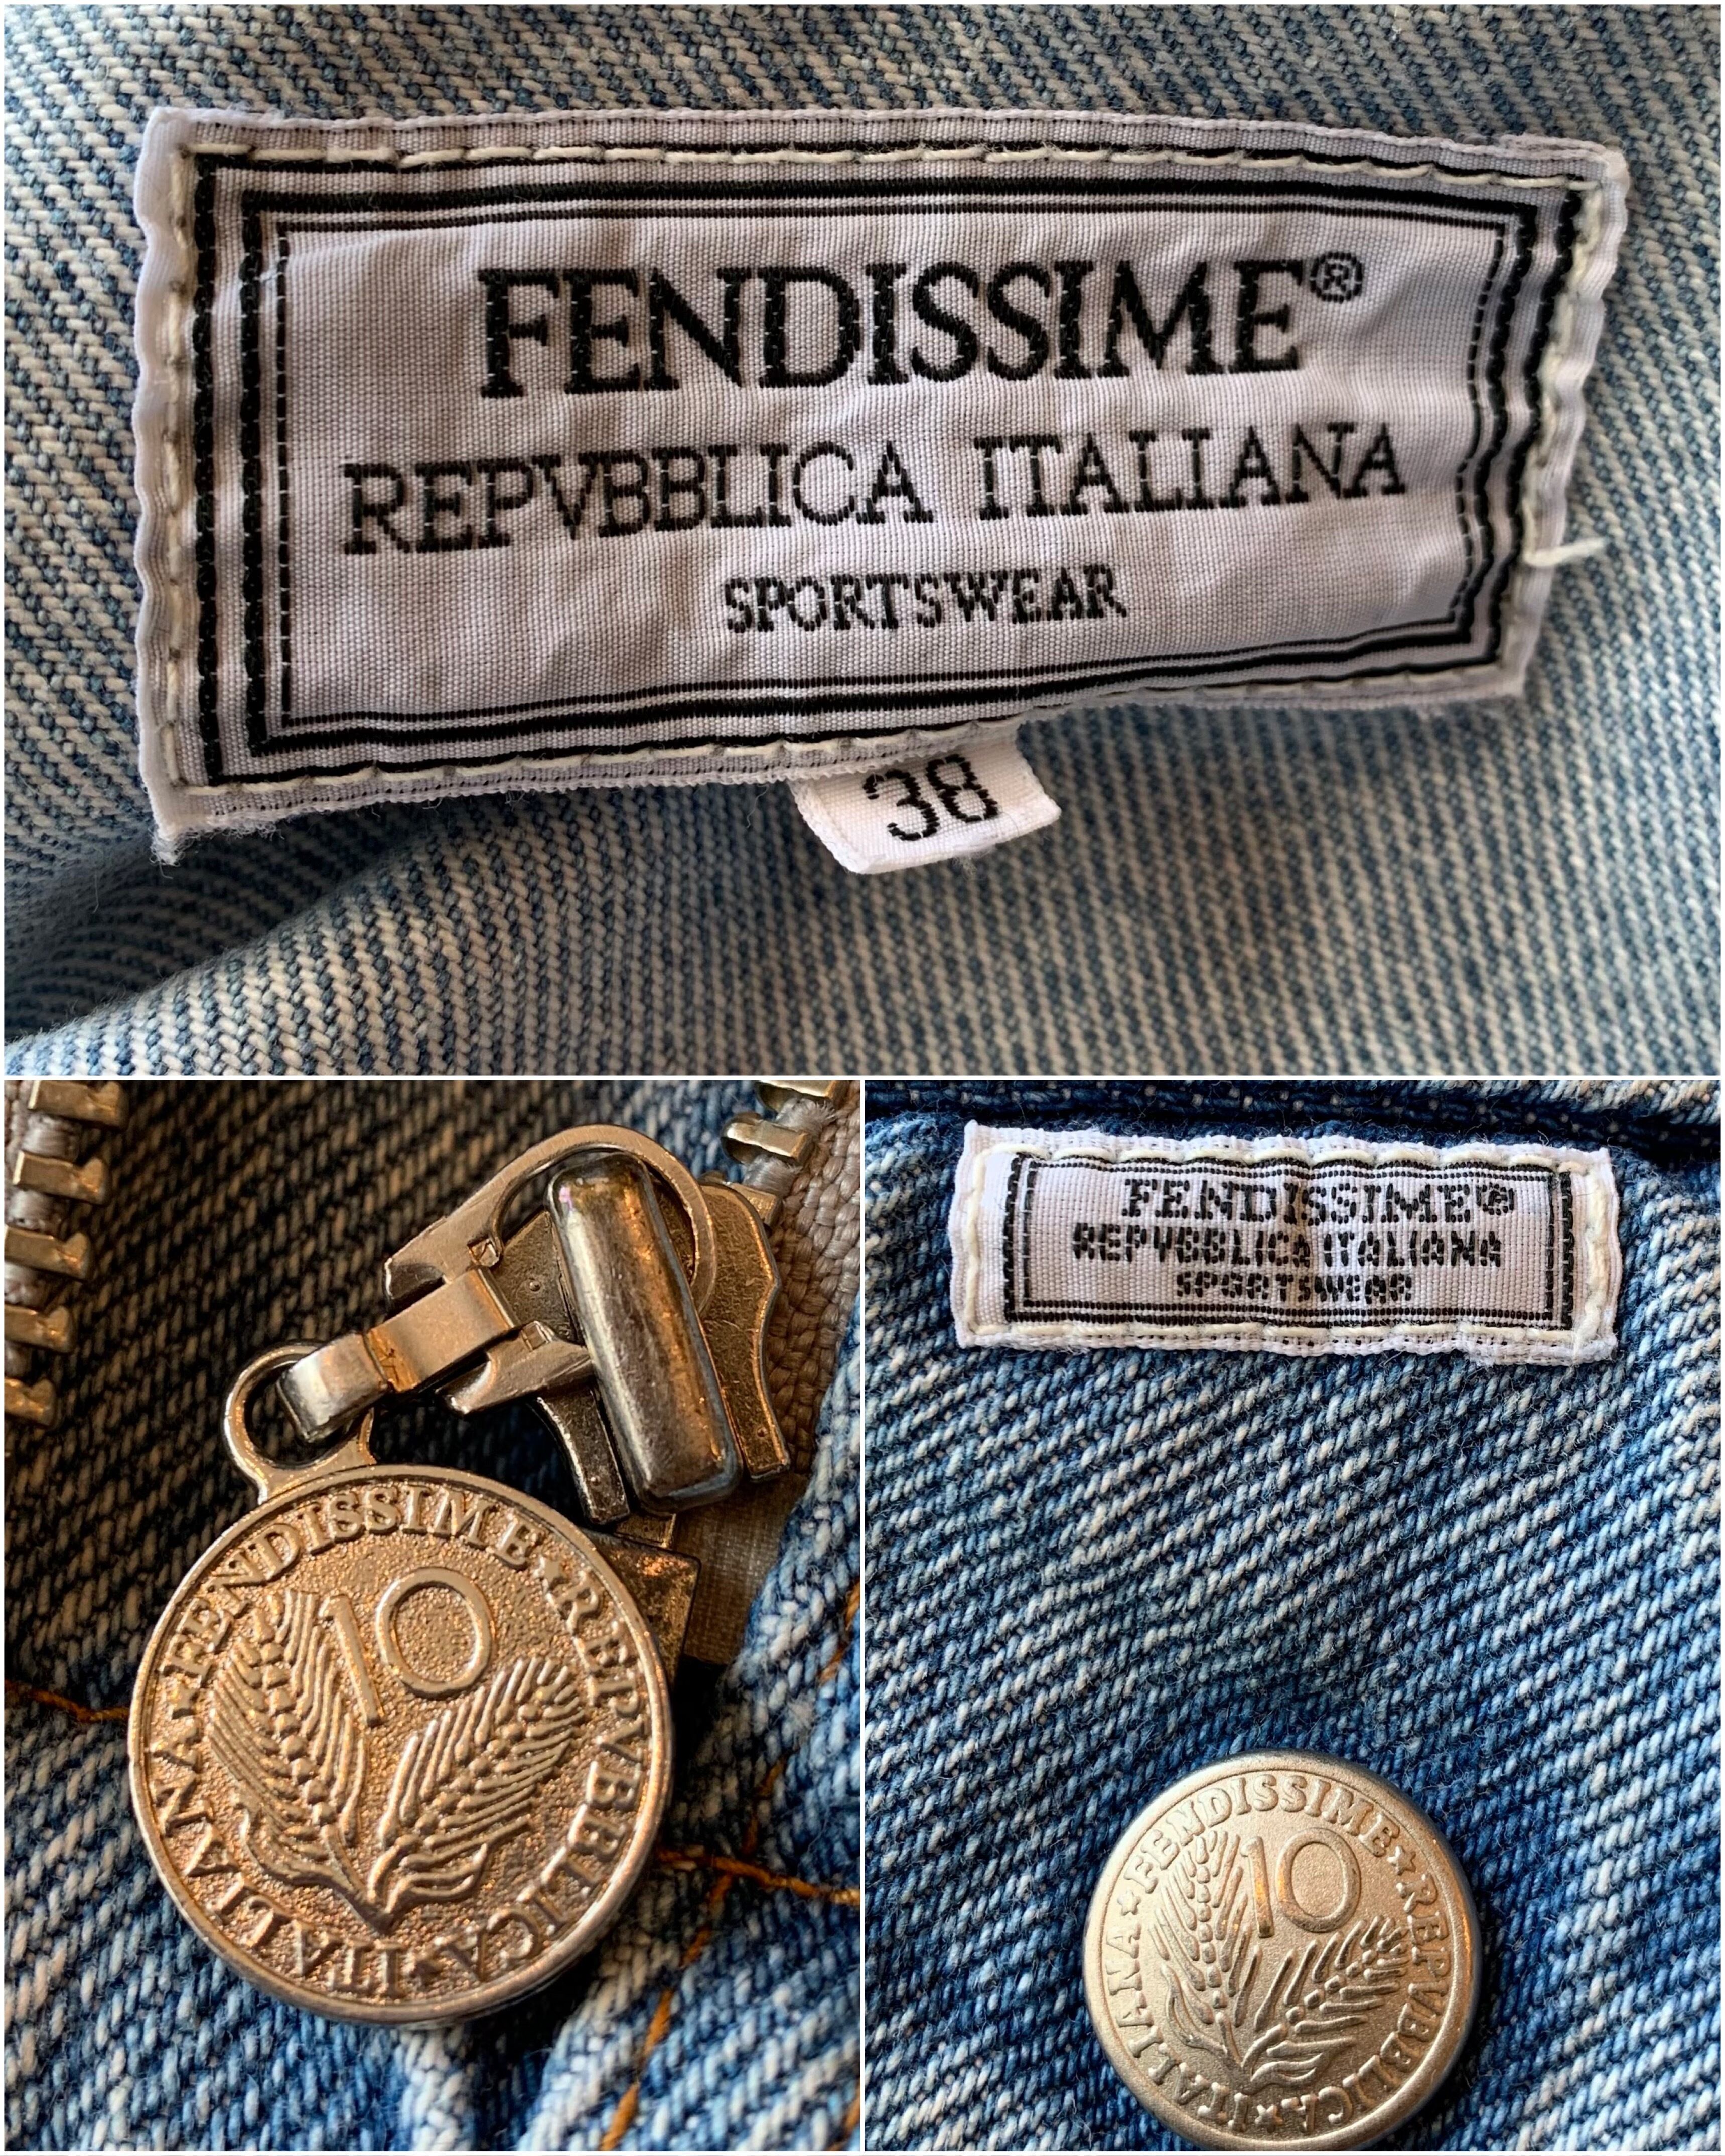 FENDISSIME®
REPVBBLICA ITALIANA
SPORTSWEAR
38
FENDISSIME★REPVBBLICA★ITALIANA★
10
FENDISSIME®
REPVBBLICA ITALIANA
SPORTSWEAR
FENDISSIME★REPVBBLICA★ITALIANA★
10